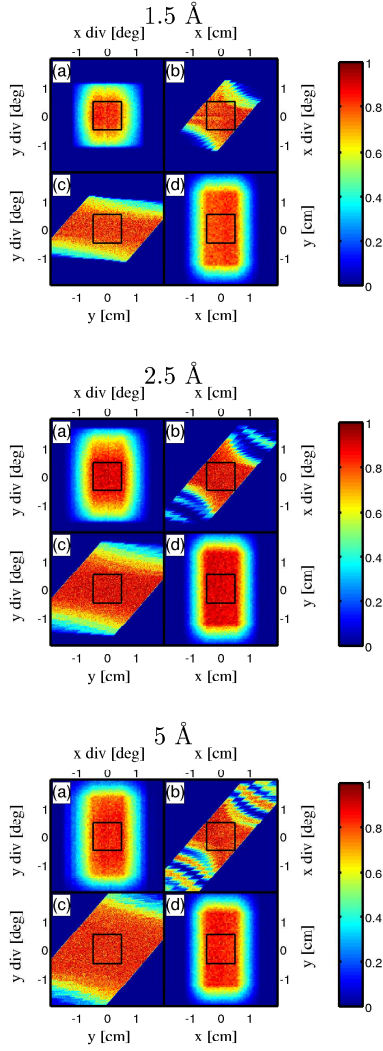 1.5 Å
x div [deg] x [cm]
-1 0 1 -1 0 1
(a) (b)
y div [deg] 1 0 -1 1 0 -1 x div [deg]
(c) (d)
y div [deg] 1 0 -1 1 0 -1 y [cm]
-1 0 1 -1 0 1
y [cm] x [cm]
1 0.8 0.6 0.4 0.2 0
2.5 Å
x div [deg] x [cm]
-1 0 1 -1 0 1
(a) (b)
y div [deg] 1 0 -1 1 0 -1 x div [deg]
(c) (d)
y div [deg] 1 0 -1 1 0 -1 y [cm]
-1 0 1 -1 0 1
y [cm] x [cm]
1 0.8 0.6 0.4 0.2 0
5 Å
x div [deg] x [cm]
-1 0 1 -1 0 1
(a) (b)
y div [deg] 1 0 -1 1 0 -1 x div [deg]
(c) (d)
y div [deg] 1 0 -1 1 0 -1 y [cm]
-1 0 1 -1 0 1
y [cm] x [cm]
1 0.8 0.6 0.4 0.2 0